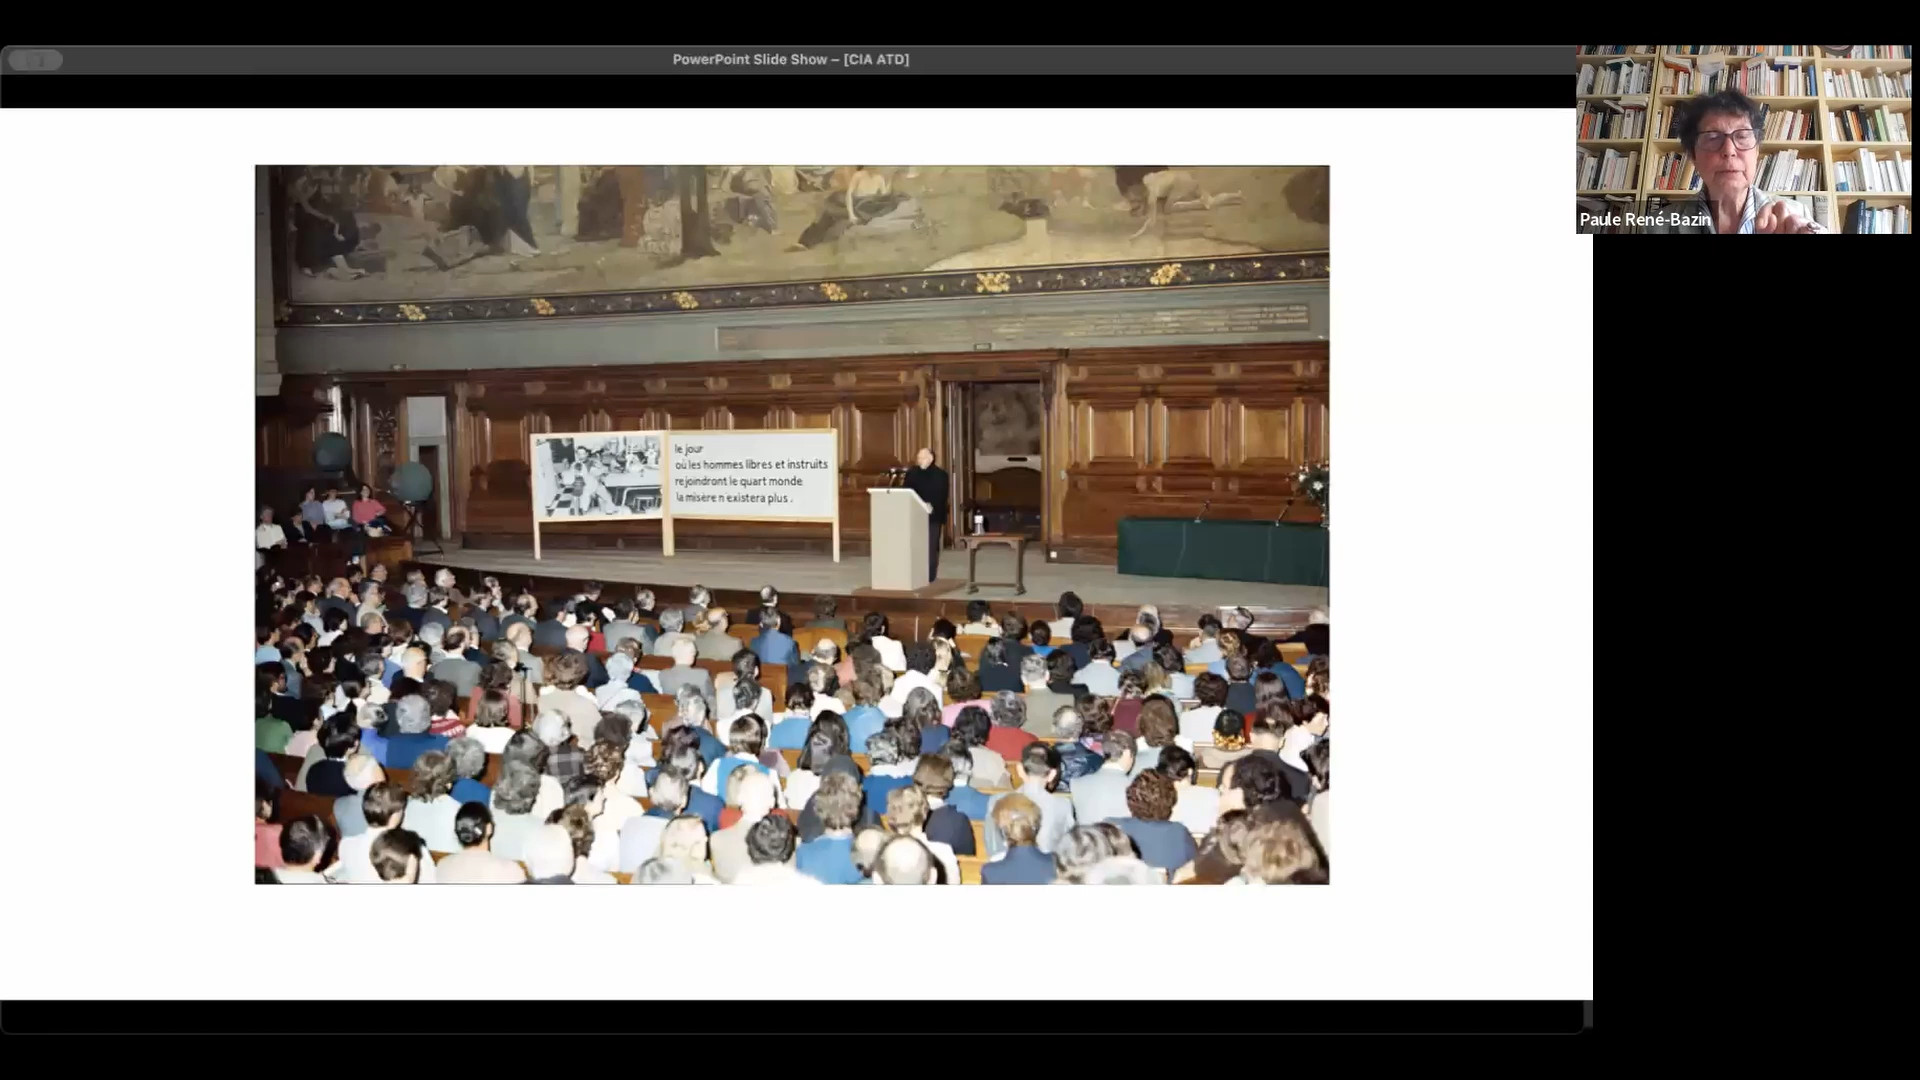 PowerPoint Slide Show – [CIA ATD]
le jour
où les hommes libres et instruits
rejoindront le quart monde
la misère n'existera plus.
Paule René-Bazin